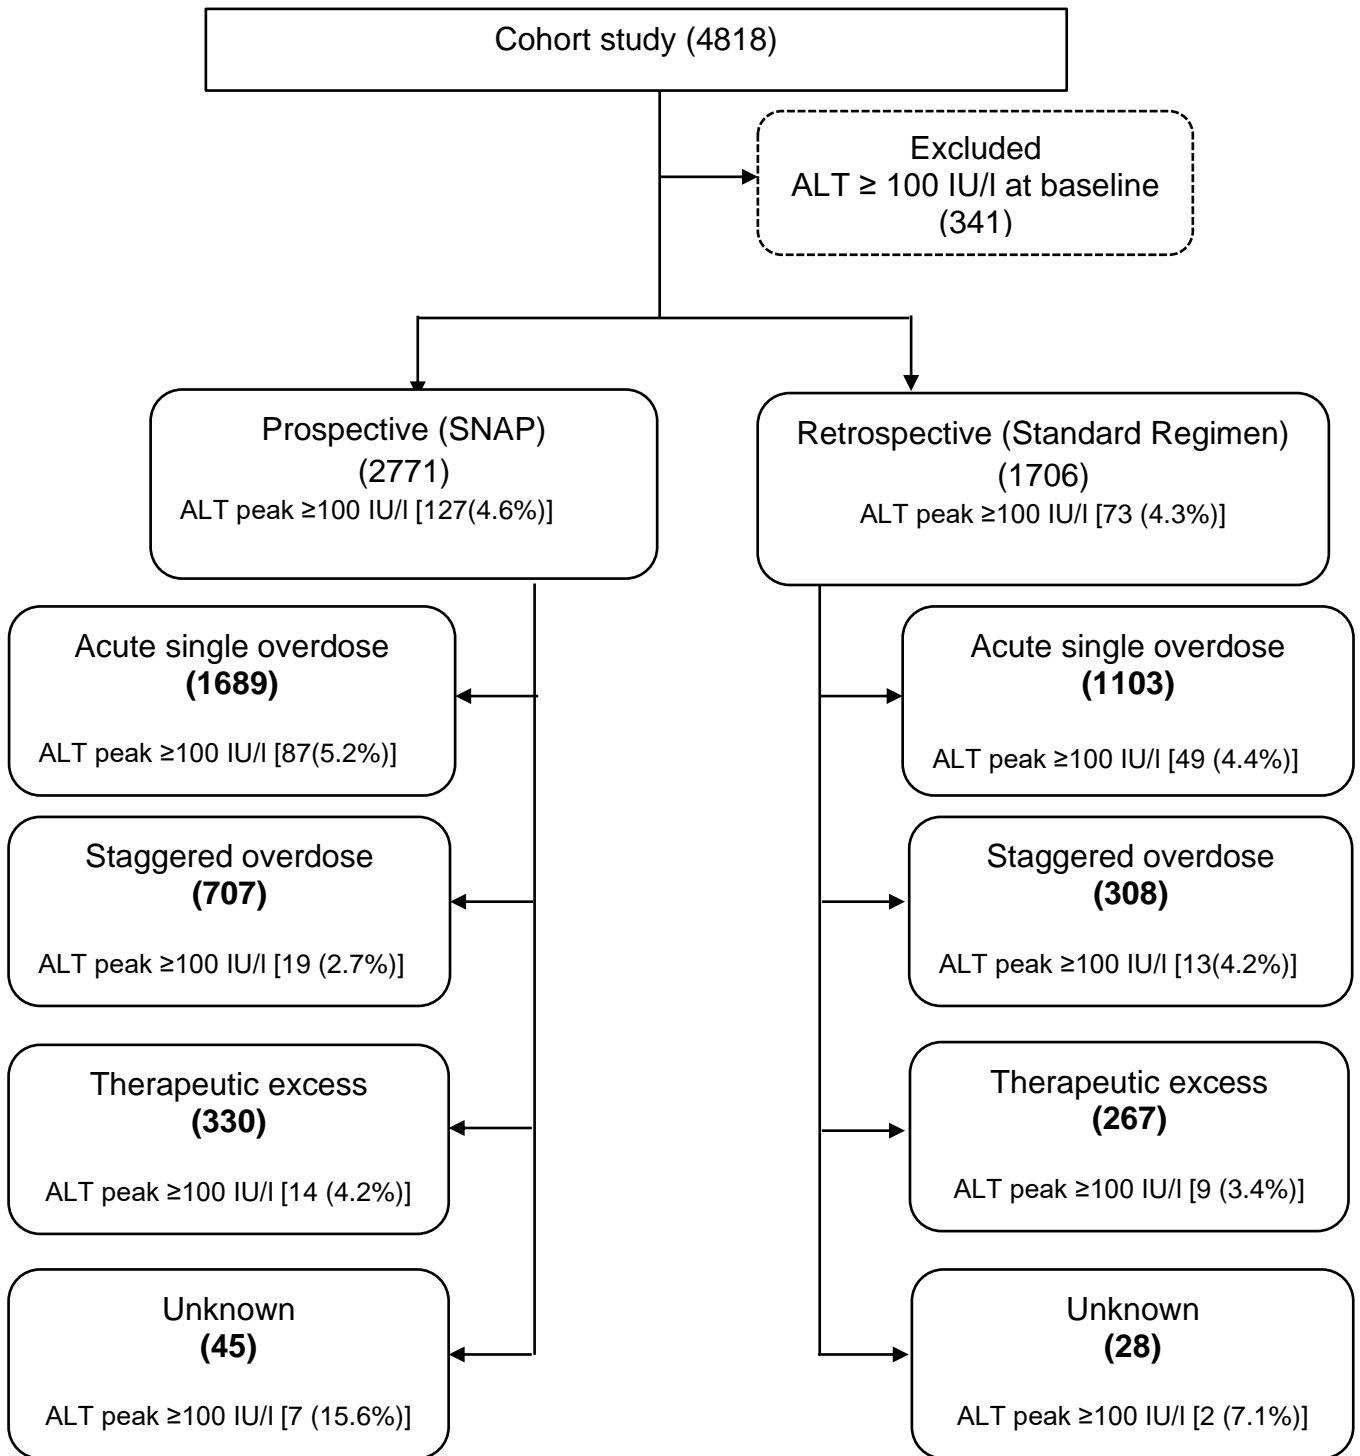 Cohort study (4818)
Excluded
ALT ≥ 100 IU/l at baseline
(341)
Prospective (SNAP)
(2771)
ALT peak ≥100 IU/l [127(4.6%)]
Retrospective (Standard Regimen)
(1706)
ALT peak ≥100 IU/l [73 (4.3%)]
Acute single overdose
(1689)
ALT peak ≥100 IU/l [87(5.2%)]
Acute single overdose
(1103)
ALT peak ≥100 IU/l [49 (4.4%)]
Staggered overdose
(707)
ALT peak ≥100 IU/l [19 (2.7%)]
Staggered overdose
(308)
ALT peak ≥100 IU/l [13(4.2%)]
Therapeutic excess
(330)
ALT peak ≥100 IU/l [14 (4.2%)]
Therapeutic excess
(267)
ALT peak ≥100 IU/l [9 (3.4%)]
Unknown
(45)
ALT peak ≥100 IU/l [7 (15.6%)]
Unknown
(28)
ALT peak ≥100 IU/l [2 (7.1%)]